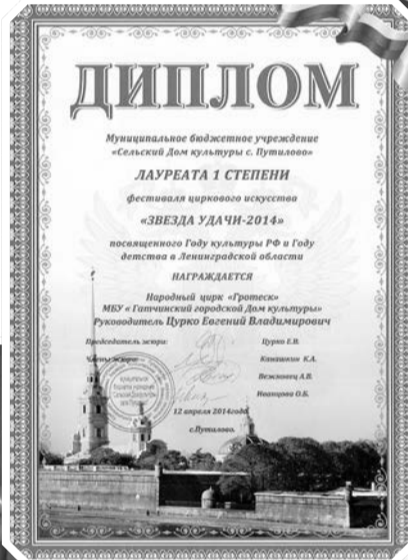 ДИПЛОМ
Муниципальное бюджетное учреждение
«Сельский Дом культуры с. Путилово»
ЛАУРЕАТА 1 СТЕПЕНИ
фестиваля циркового искусства
«ЗВЕЗДА УДАЧИ-2014»
посвященного Году культуры РФ и Году
детства в Ленинградской области
НАГРАЖДАЕТСЯ
Народный цирк «Гротеск»
МБУ « Гатчинский городской Дом культуры»
Руководитель Цурко Евгений Владимирович
Председатель жюри: Цурко Е.В.
Члены жюри: Канашкин К.А.
А.В.
О.Б.
12 апреля 2014года
с.Путилово.